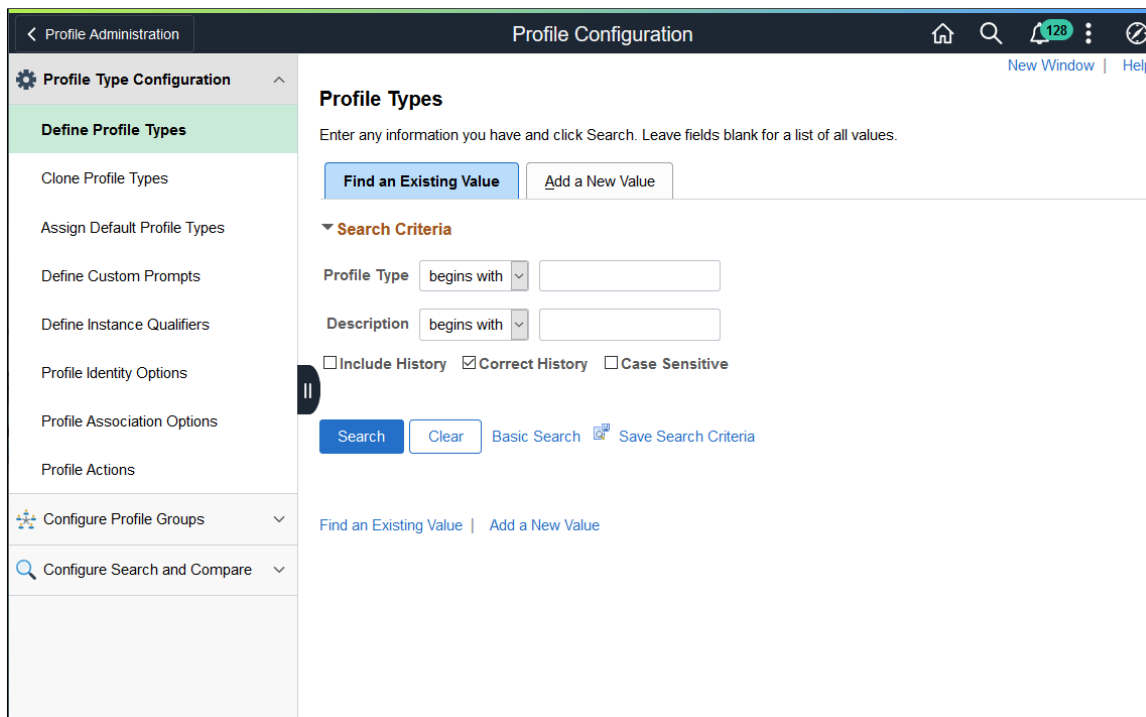 Profile Administration
Profile Configuration
128
New Window |
Profile Type Configuration
Define Profile Types
Clone Profile Types
Assign Default Profile Types
Define Custom Prompts
Define Instance Qualifiers
Profile Identity Options
Profile Association Options
Profile Actions
Configure Profile Groups
Configure Search and Compare
Profile Types
Enter any information you have and click Search. Leave fields blank for a list of all values.
Find an Existing Value
Add a New Value
Search Criteria
Profile Type begins with
Description begins with
Include History Correct History Case Sensitive
Search Clear Basic Search Save Search Criteria
Find an Existing Value | Add a New Value